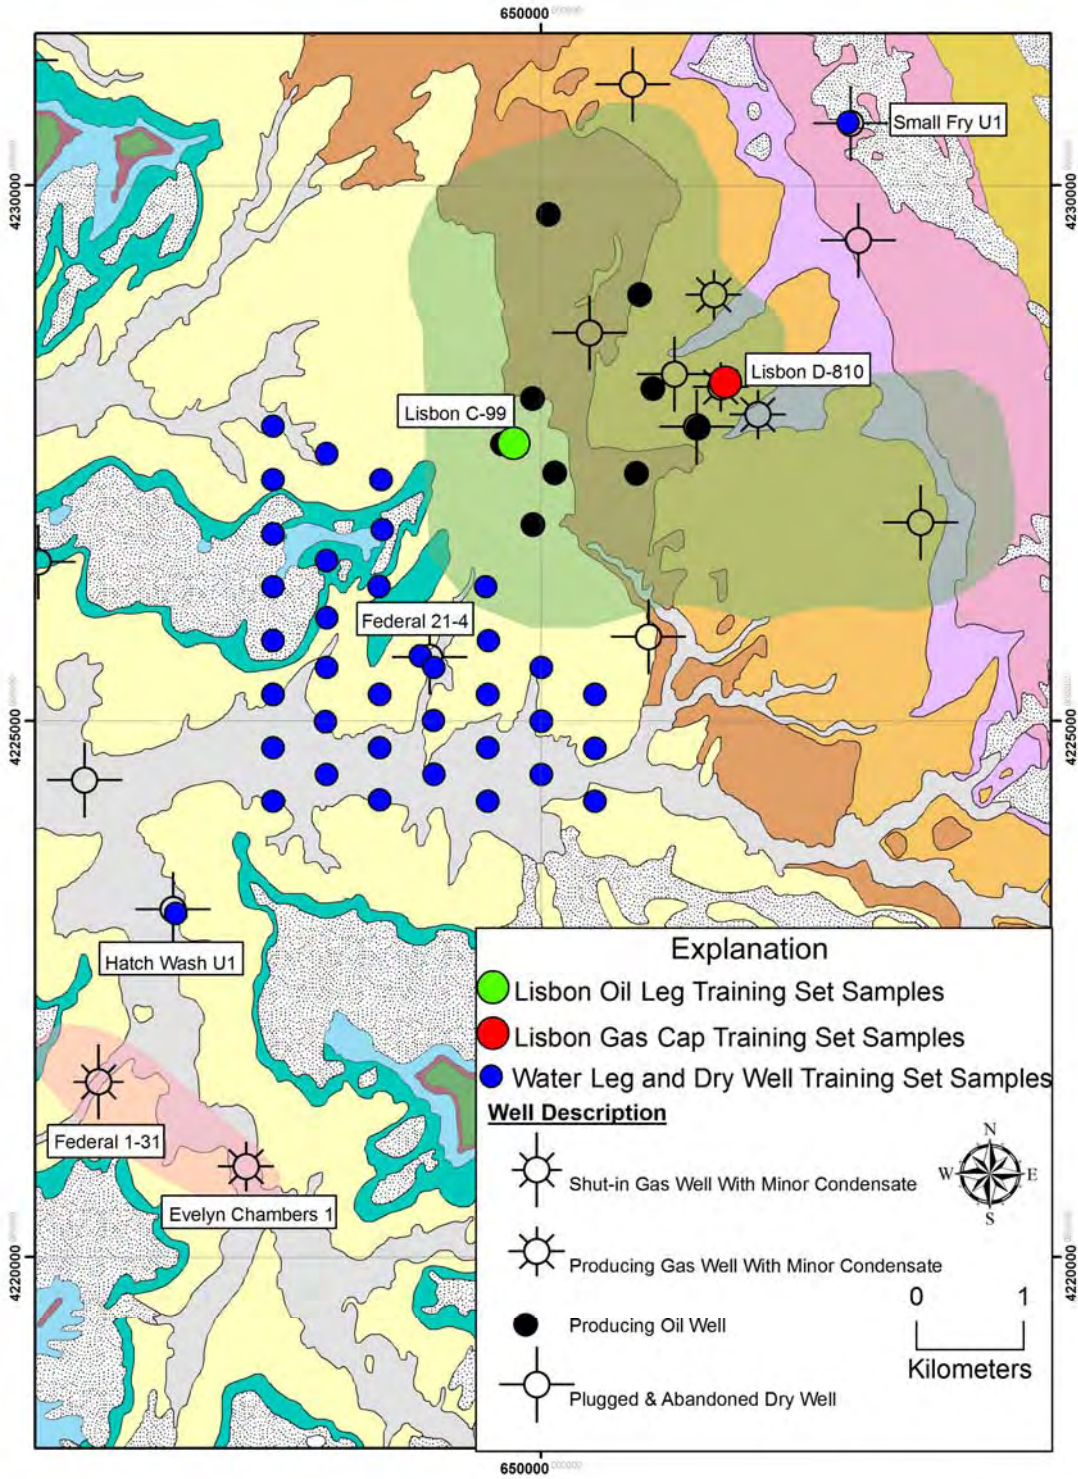 650000
Small Fry U1
4230000
4230000
Lisbon D-810
Lisbon C-99
Federal 21-4
4225000
4225000
Hatch Wash U1
Federal 1-31
Evelyn Chambers 1
4220000
4220000
Explanation
Lisbon Oil Leg Training Set Samples
Lisbon Gas Cap Training Set Samples
Water Leg and Dry Well Training Set Samples
Well Description
N
W E
S
Shut-in Gas Well With Minor Condensate
Producing Gas Well With Minor Condensate
0 1
Producing Oil Well
Kilometers
Plugged & Abandoned Dry Well
650000